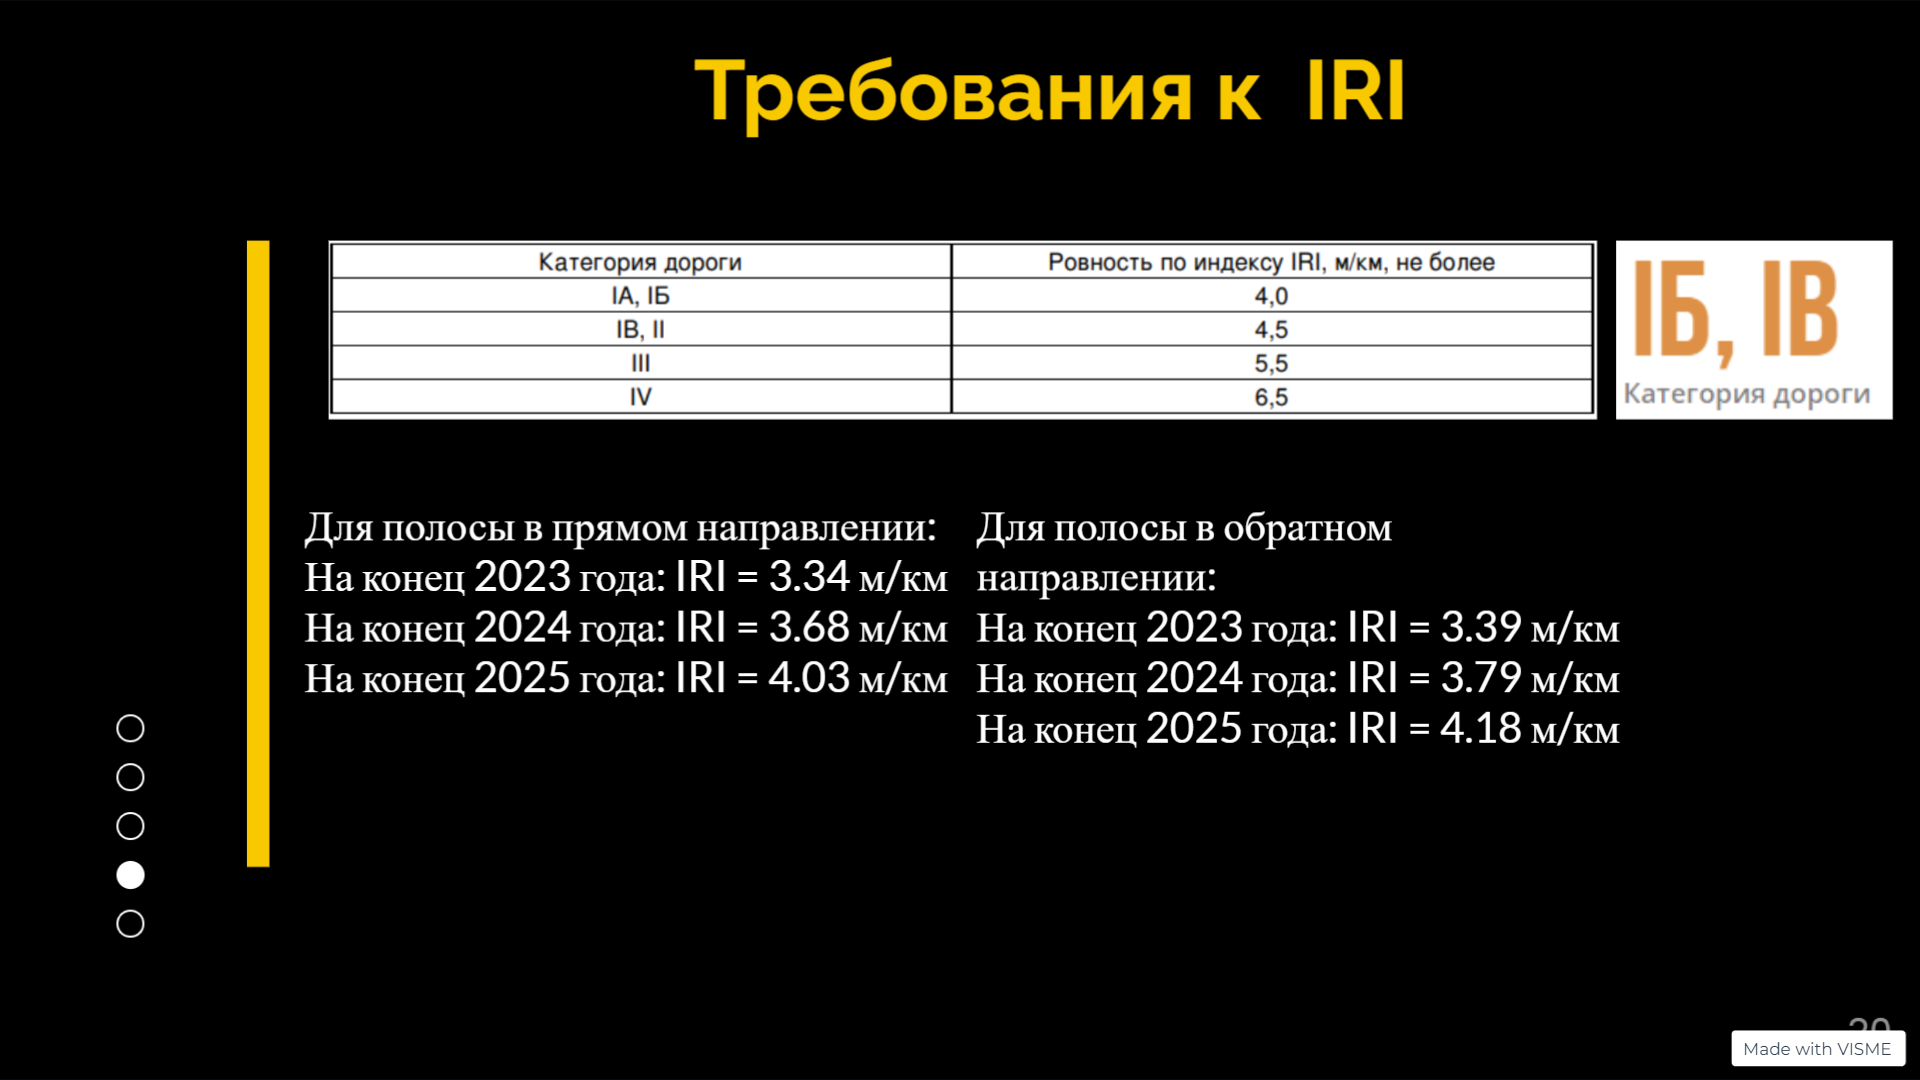 Требования к IRI
Категория дороги Ровность по индексу IRI, м/км, не более
IА, IБ 4,0
IВ, II 4,5
III 5,5
IV 6,5
IБ, IВ
Категория дороги
Для полосы в прямом направлении:
На конец 2023 года: IRI = 3.34 м/км
На конец 2024 года: IRI = 3.68 м/км
На конец 2025 года: IRI = 4.03 м/км
Для полосы в обратном
направлении:
На конец 2023 года: IRI = 3.39 м/км
На конец 2024 года: IRI = 3.79 м/км
На конец 2025 года: IRI = 4.18 м/км
Made with VISME